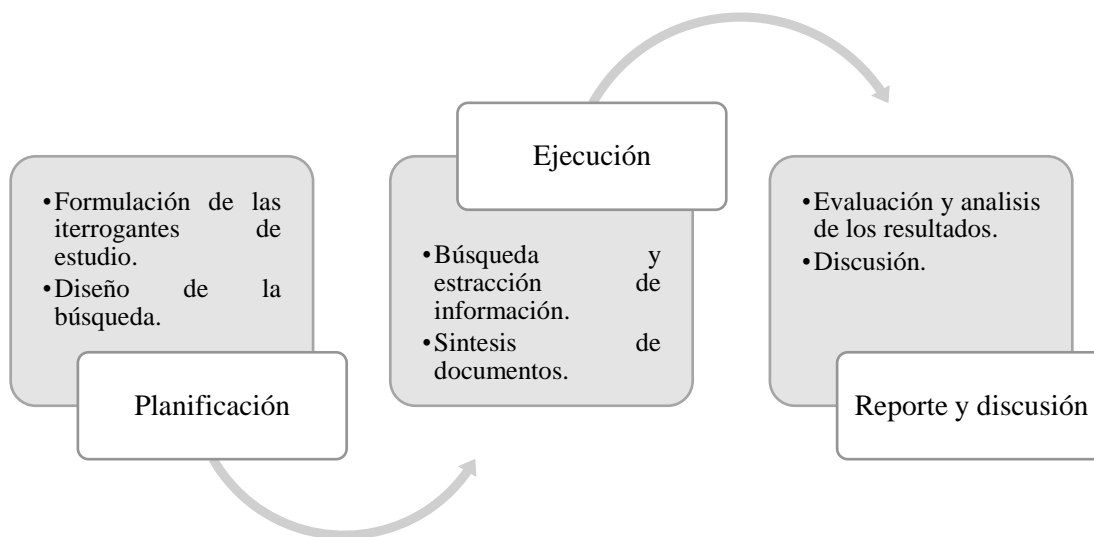 •Formulación de las
iterrogantes de
estudio.
•Diseño de la
búsqueda.
Planificación
Ejecución
•Búsqueda y
estracción de
información.
•Sintesis de
documentos.
•Evaluación y analisis
de los resultados.
•Discusión.
Reporte y discusión